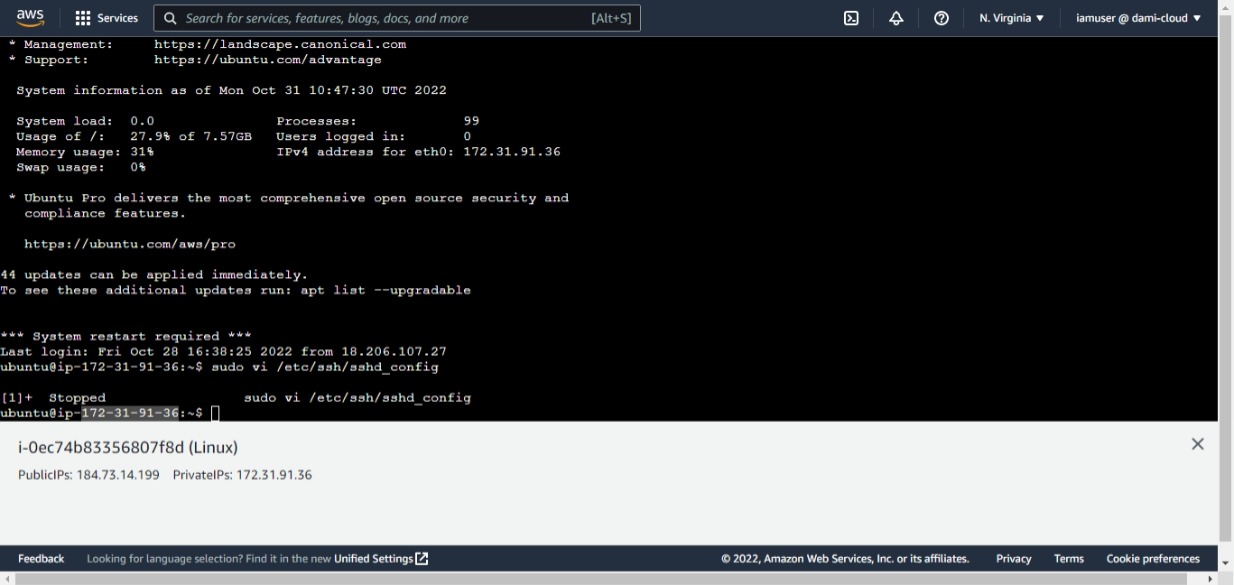 aws Services Search for services, features, blogs, docs, and more [Alt+S] N. Virginia ▼ iamuser @ dami-cloud ▼
* Management: https://landscape.canonical.com
* Support: https://ubuntu.com/advantage
System information as of Mon Oct 31 10:47:30 UTC 2022
System load: 0.0 Processes: 99
Usage of /: 27.9% of 7.57GB Users logged in: 0
Memory usage: 31% IPv4 address for eth0: 172.31.91.36
Swap usage: 0%
* Ubuntu Pro delivers the most comprehensive open source security and
compliance features.
https://ubuntu.com/aws/pro
44 updates can be applied immediately.
To see these additional updates run: apt list --upgradable
*** System restart required ***
Last login: Fri Oct 28 16:38:25 2022 from 18.206.107.27
ubuntu@ip-172-31-91-36:~$ sudo vi /etc/ssh/sshd_config
[1]+ Stopped sudo vi /etc/ssh/sshd_config
ubuntu@ip-172-31-91-36:~$
i-0ec74b83356807f8d (Linux)
PublicIPs: 184.73.14.199 PrivateIPs: 172.31.91.36
Feedback Looking for language selection? Find it in the new Unified Settings © 2022, Amazon Web Services, Inc. or its affiliates. Privacy Terms Cookie preferences